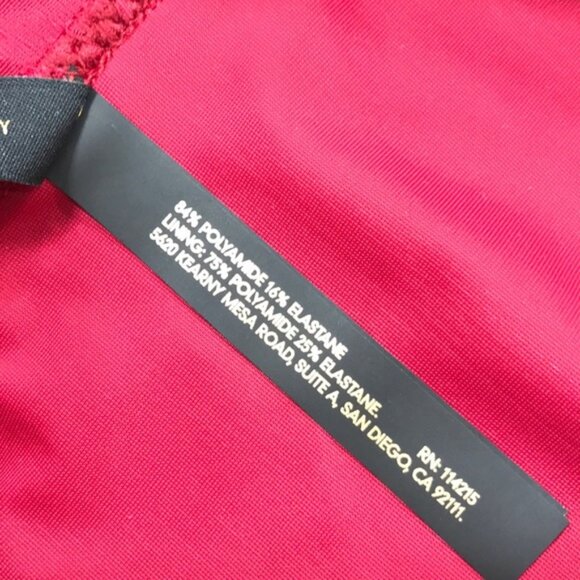 84% POLYAMIDE 16% ELASTANE
LINING: 75% POLYAMIDE 25% ELASTANE.
5620 KEARNY MESA ROAD, SUITE A, SAN DIEGO, CA 92111.
RN: 114215